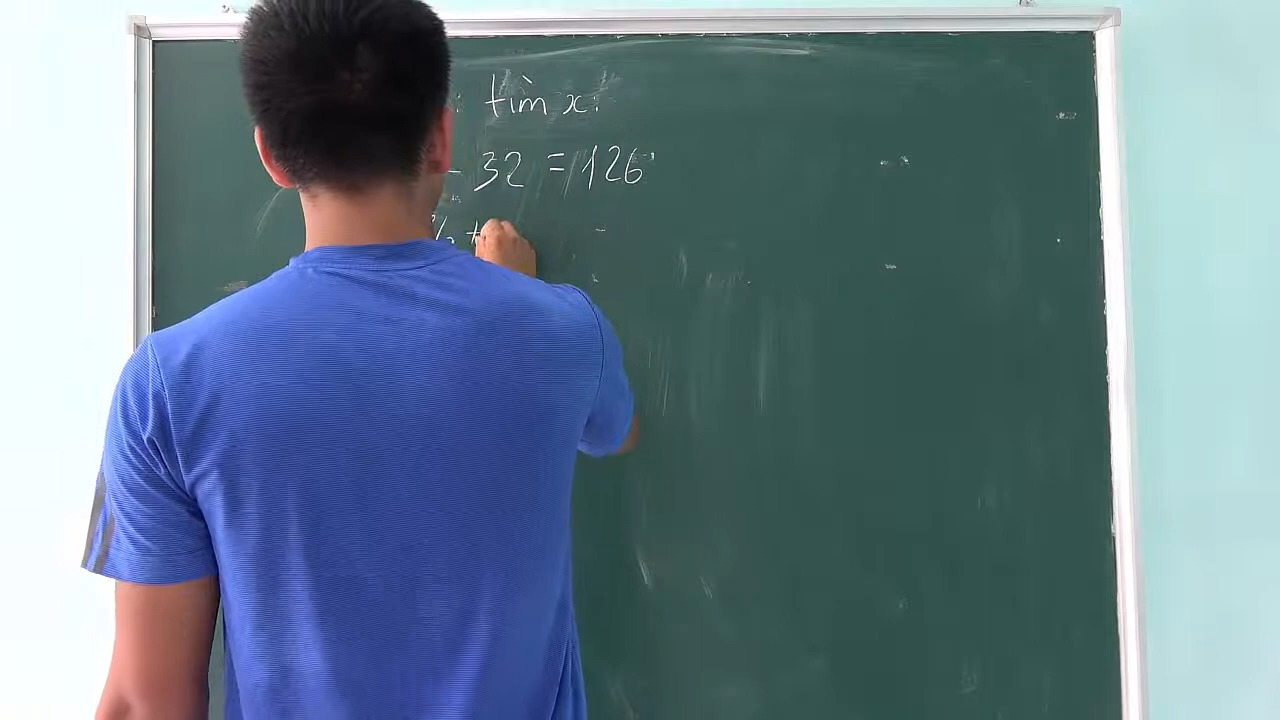 : tìm x:
- 32 = 126
% +